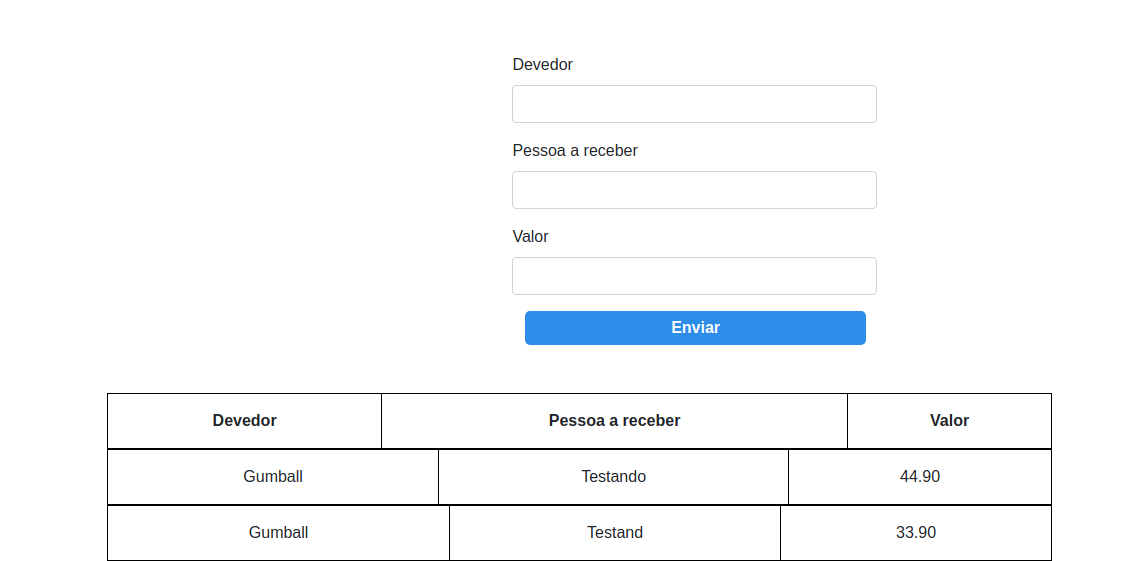 Devedor
Pessoa a receber
Valor
Enviar
Devedor Pessoa a receber Valor
Gumball Testando 44.90
Gumball Testand 33.90